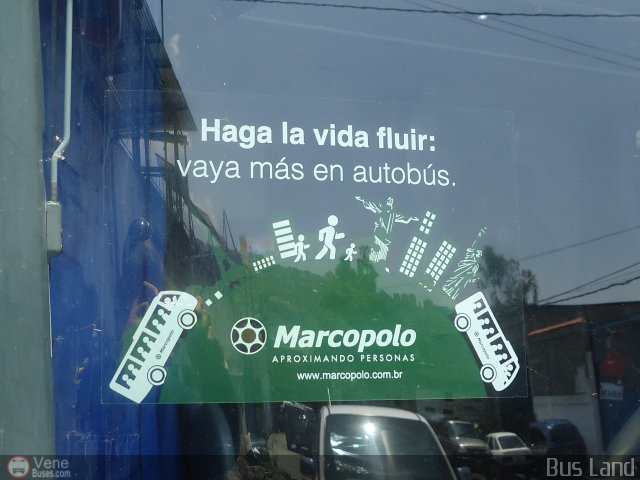 Haga la vida fluir:
vaya más en autobús.
Marcopolo
APROXIMANDO PERSONAS
www.marcopolo.com.br
Vene
Buses.com
Bus Land